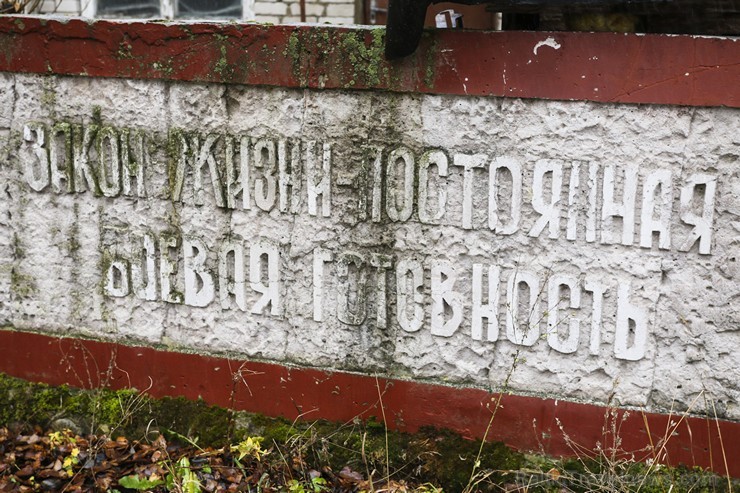 ЗАКОН ЖИЗНИ - ПОСТОЯННАЯ
БОЕВАЯ ГОТОВНОСТЬ